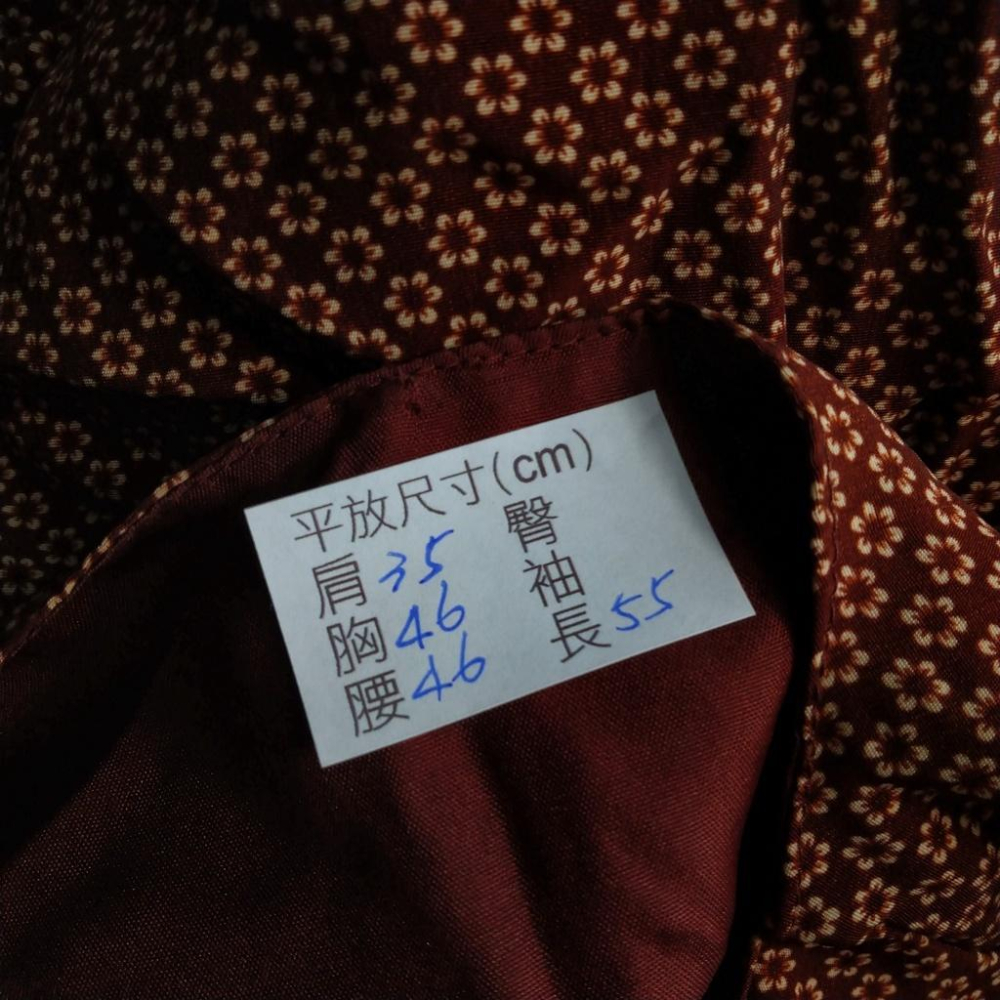 平放尺寸(cm)
肩 35 臀
胸 46 袖
腰 46 長 55